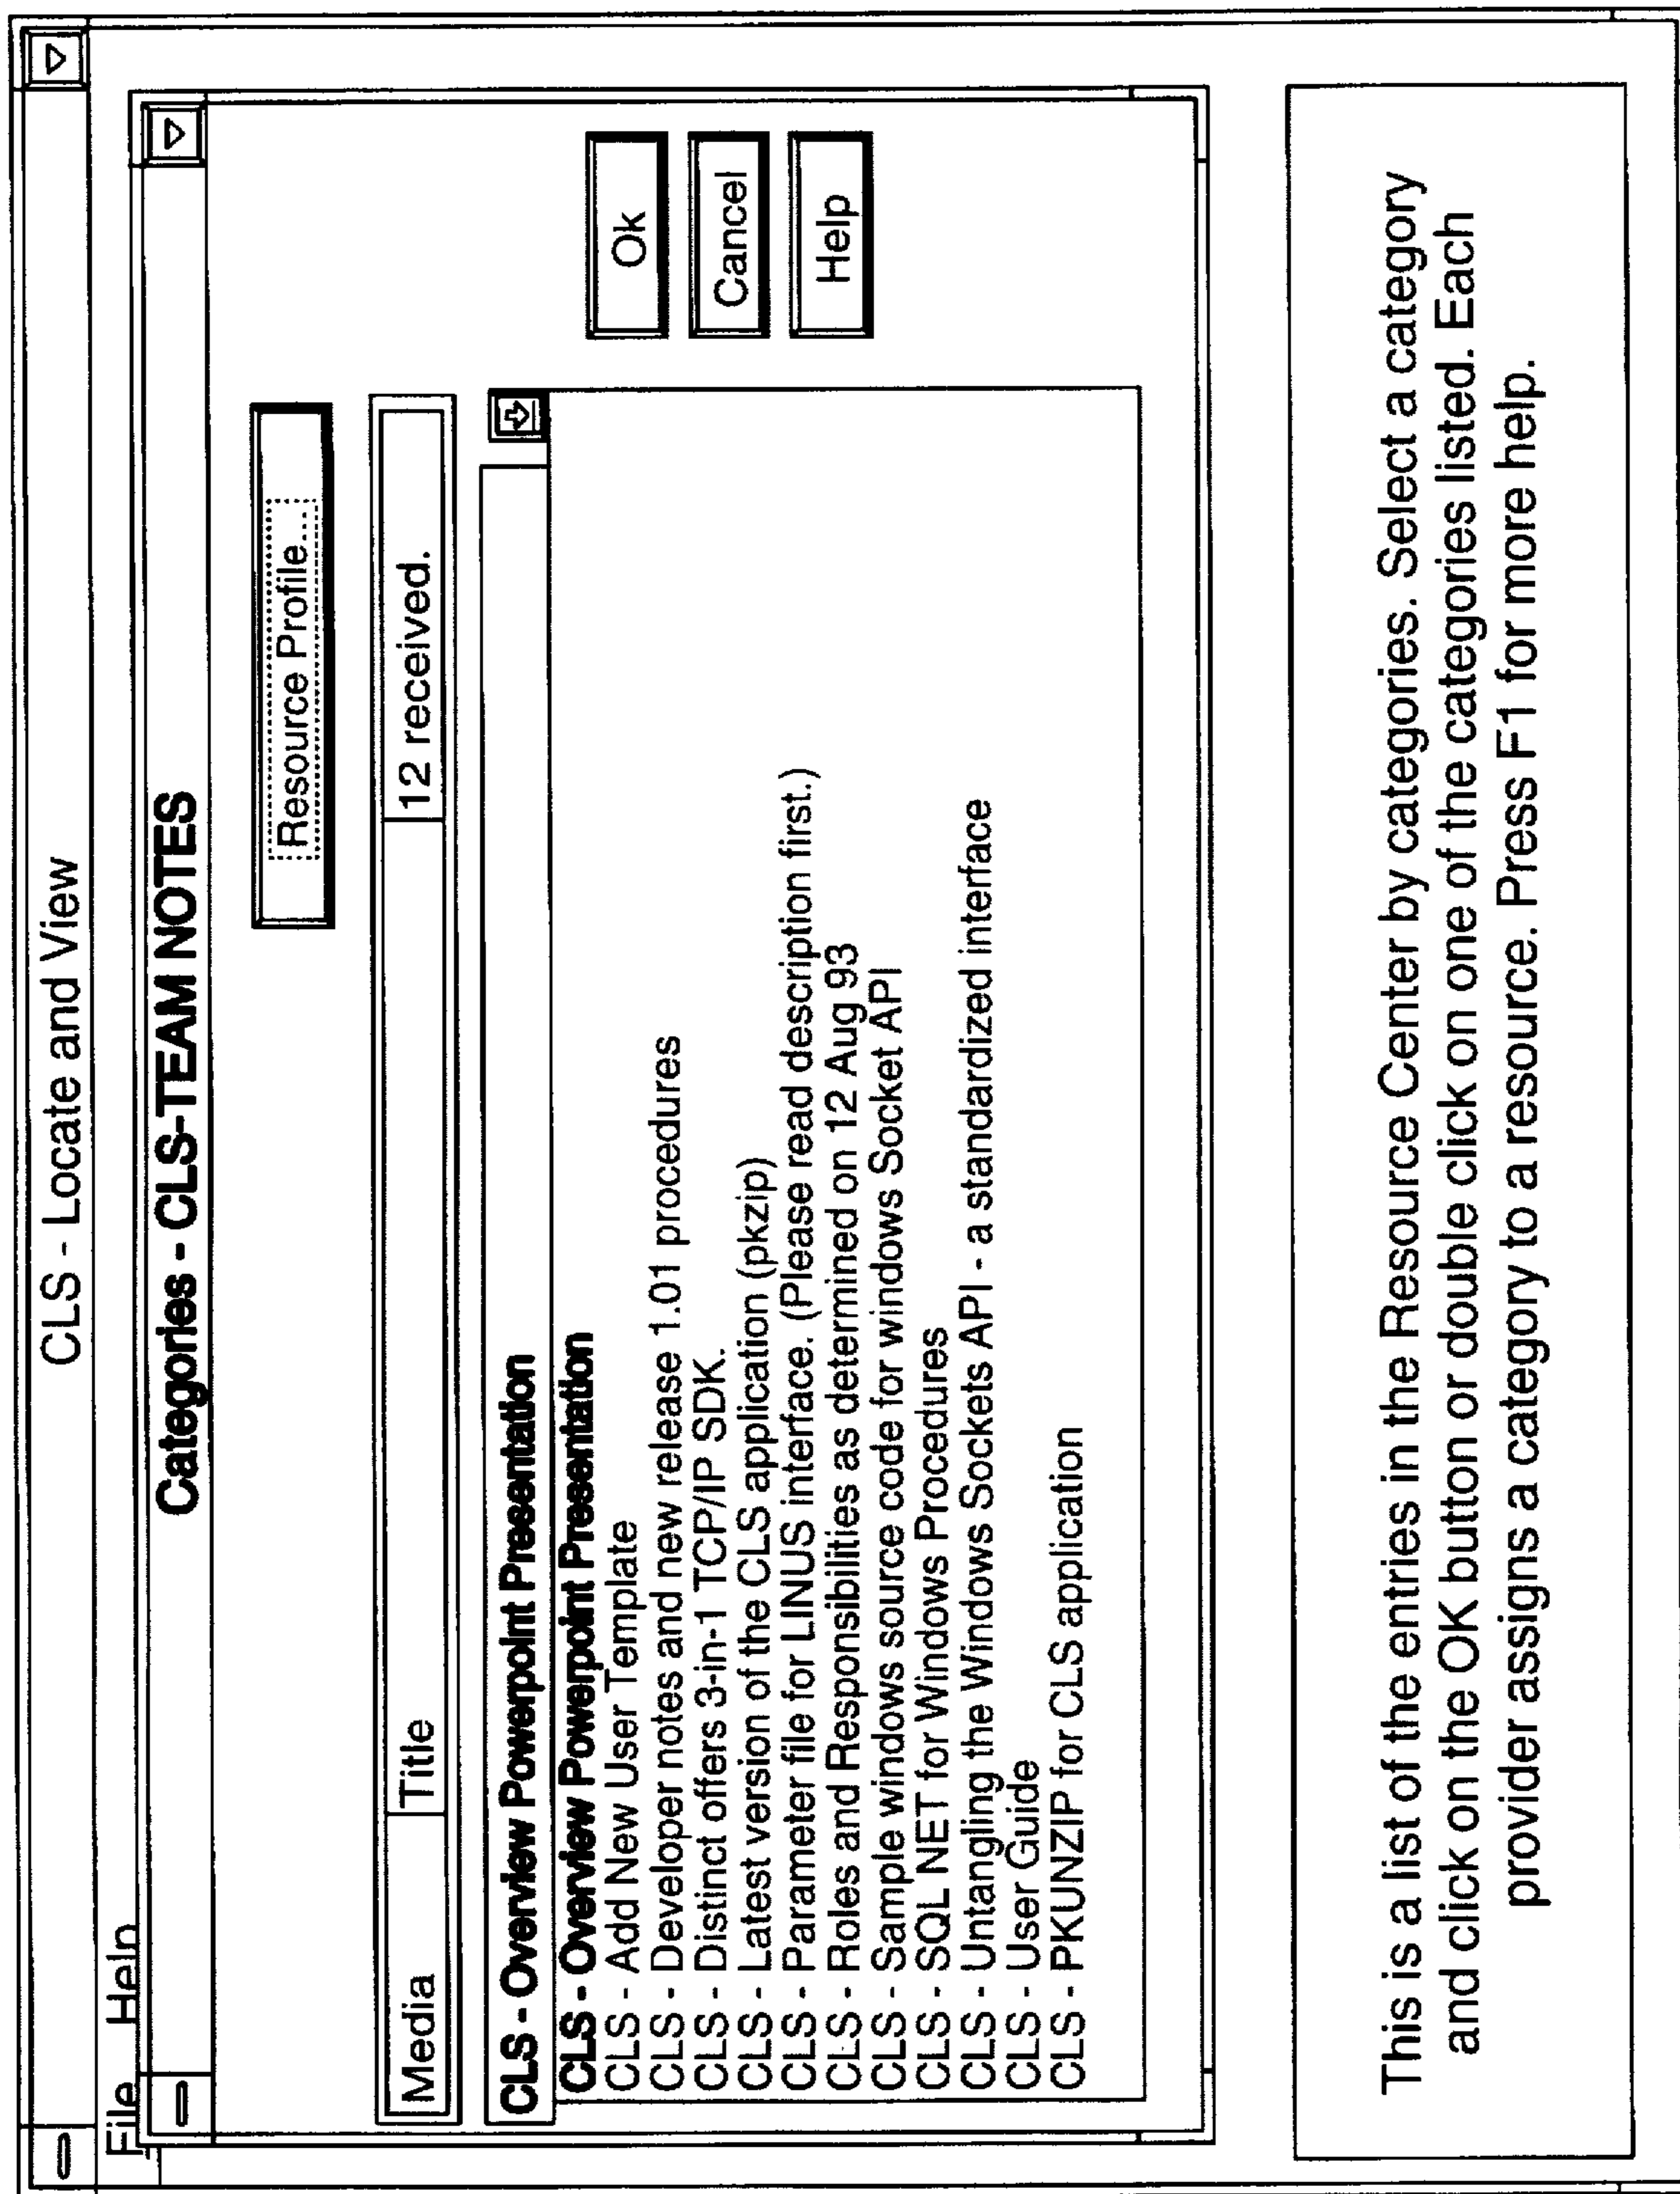 CLS - Locate and View
File Help
Categories - CLS-TEAM NOTES
Resource Profile...
Media Title 12 received.
CLS - Overview Powerpoint Presentation
CLS - Overview Powerpoint Presentation
CLS - Add New User Template
CLS - Developer notes and new release 1.01 procedures
CLS - Distinct offers 3-in-1 TCP/IP SDK.
CLS - Latest version of the CLS application (pkzip)
CLS - Parameter file for LINUS interface. (Please read description first.)
CLS - Roles and Responsibilities as determined on 12 Aug 93
CLS - Sample windows source code for windows Socket API
CLS - SQL NET for Windows Procedures
CLS - Untangling the Windows Sockets API - a standardized interface
CLS - User Guide
CLS - PKUNZIP for CLS application
Ok
Cancel
Help
This is a list of the entries in the Resource Center by categories. Select a category
and click on the OK button or double click on one of the categories listed. Each
provider assigns a category to a resource. Press F1 for more help.